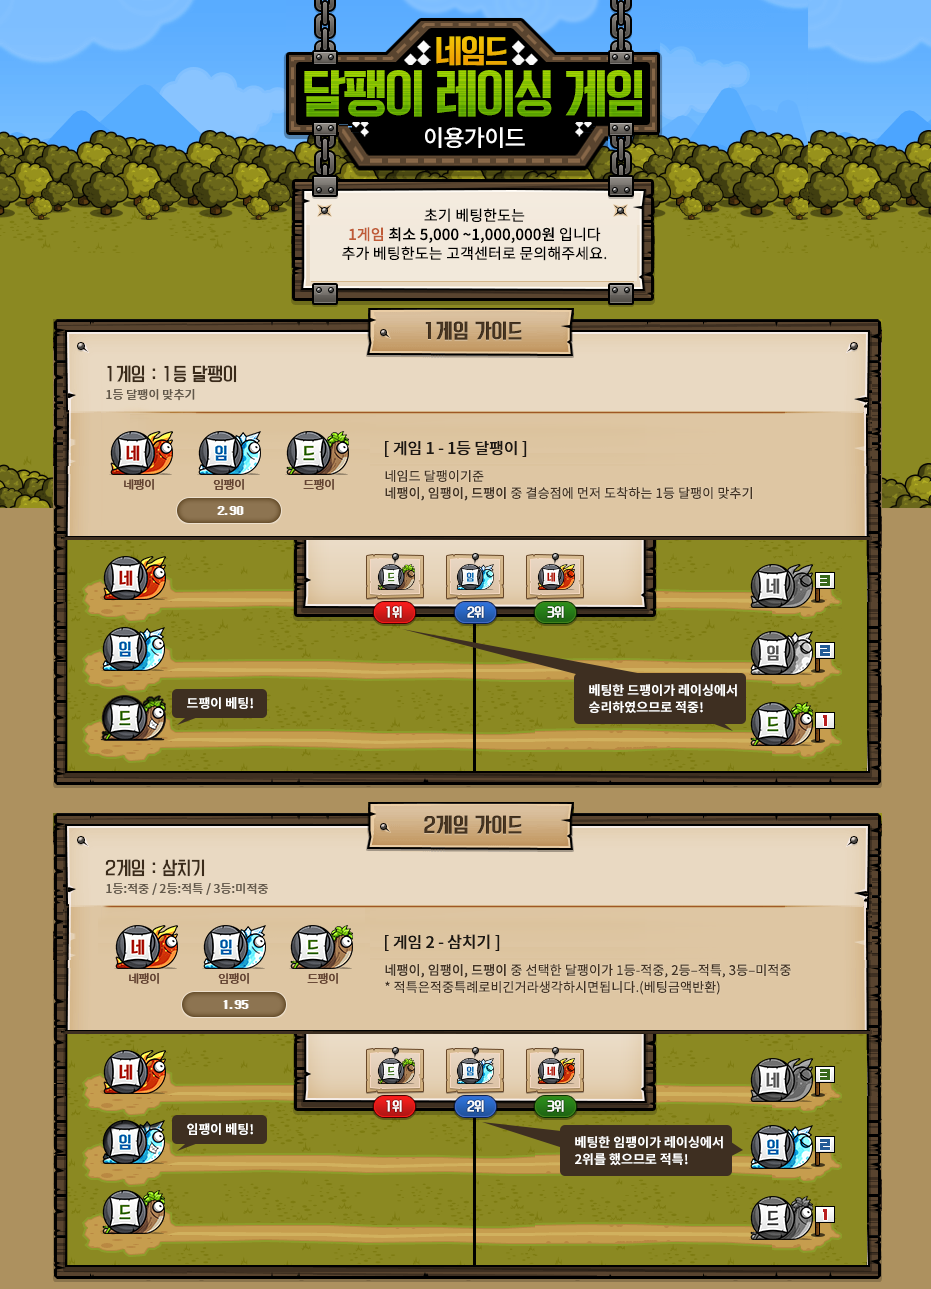 네임드
달팽이 레이싱 게임
이용가이드
초기 베팅한도는
1게임 최소 5,000 ~1,000,000원 입니다
추가 베팅한도는 고객센터로 문의해주세요.
1게임 가이드
1게임 : 1등 달팽이
1등 달팽이 맞추기
네 임 드
네팽이 임팽이 드팽이
2.90
[ 게임 1 - 1등 달팽이 ]
네임드 달팽이기준
네팽이, 임팽이, 드팽이 중 결승점에 먼저 도착하는 1등 달팽이 맞추기
드 임 네
1위 2위 3위
네 네 3
임 임 2
드 드팽이 베팅!
베팅한 드팽이가 레이싱에서
승리하였으므로 적중!
드 1
2게임 가이드
2게임 : 삼치기
1등:적중 / 2등:적특 / 3등:미적중
네 임 드
네팽이 임팽이 드팽이
1.95
[ 게임 2 - 삼치기 ]
네팽이, 임팽이, 드팽이 중 선택한 달팽이가 1등-적중, 2등–적특, 3등–미적중
* 적특은적중특례로비긴거라생각하시면됩니다.(베팅금액반환)
드 임 네
1위 2위 3위
네 네 3
임 임팽이 베팅!
베팅한 임팽이가 레이싱에서
2위를 했으므로 적특!
임 2
드 드 1